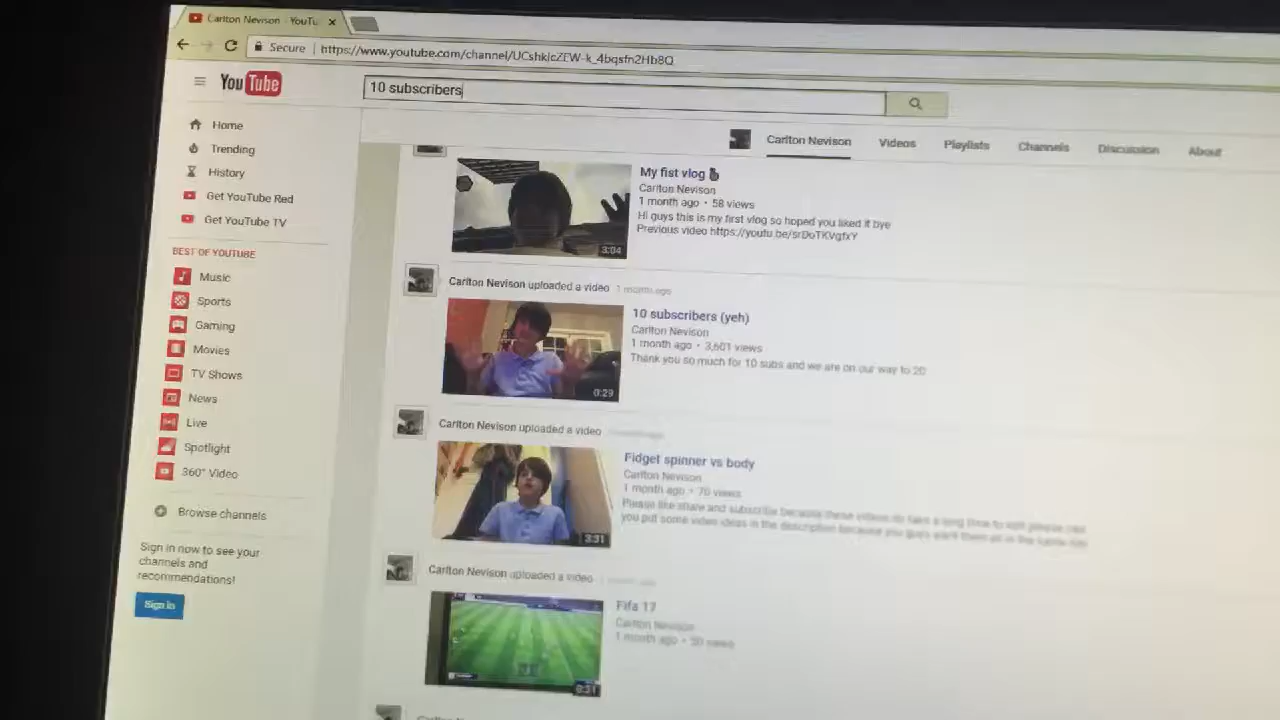 Carlton Nevison - YouTu
Secure
https://www.youtube.com/channel/UCshkjcZEW-k_4bqsfn2Hb8Q
YouTube
10 subscribers
Home
Trending
History
Get YouTube Red
Get YouTube TV
BEST OF YOUTUBE
Music
Sports
Gaming
Movies
TV Shows
News
Live
Spotlight
360° Video
Browse channels
Sign in now to see your
channels and
recommendations!
Sign in
Carlton Nevison Videos Playlists Channels Discussion About
My fist vlog
Carlton Nevison
1 month ago • 58 views
Hi guys this is my first vlog so hoped you liked it bye
Previous video https://youtu.be/srDoTKVgfxY
3:04
Carlton Nevison uploaded a video 1 month ago
10 subscribers (yeh)
Carlton Nevison
1 month ago • 3,601 views
Thank you so much for 10 subs and we are on our way to 20
0:29
Carlton Nevison uploaded a video
Fidget spinner vs body
Carlton Nevison
1 month ago • 70 views
Please like share and subscribe because these videos do take a long time to edit please can
you put some video ideas in the description because you guys
3:31
Carlton Nevison uploaded a video
Fifa 17
Carlton Nevison
1 month ago • 50 views
Carlton